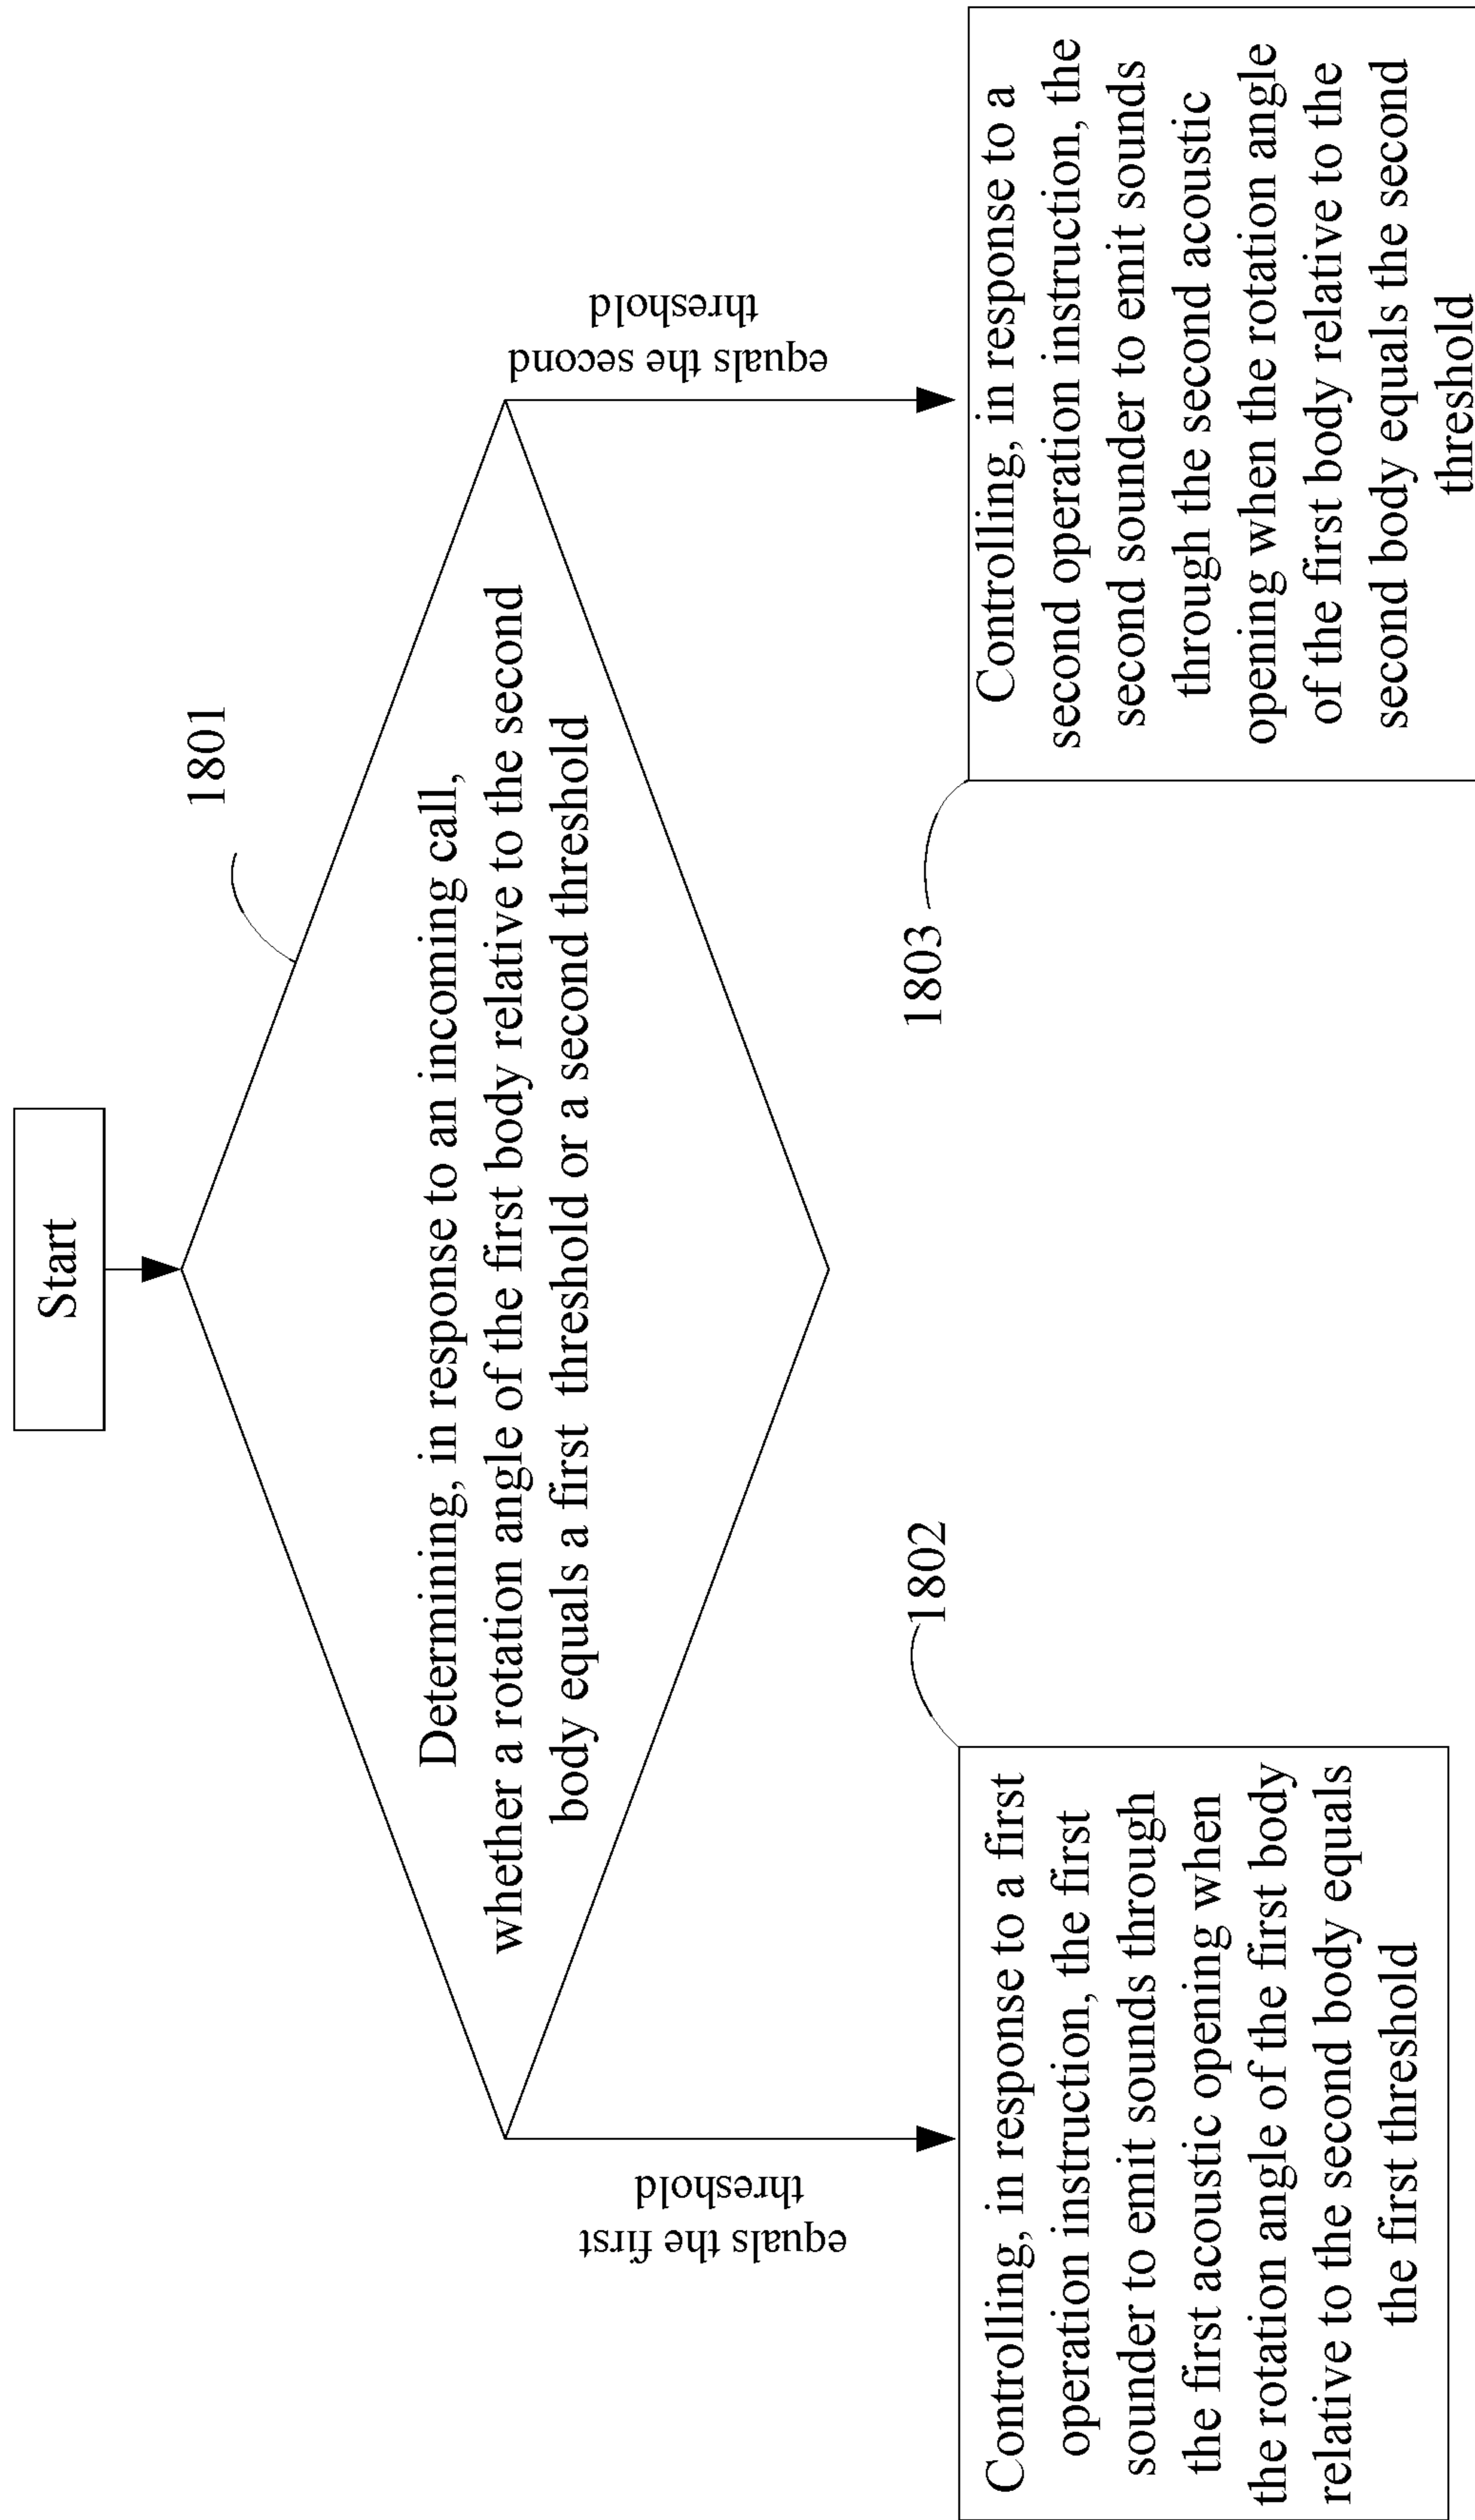 Start
1801
Determining, in response to an incoming call,
whether a rotation angle of the first body relative to the second
body equals a first threshold or a second threshold
equals the first
threshold
equals the second
threshold
1802
Controlling, in response to a first
operation instruction, the first
sounder to emit sounds through
the first acoustic opening when
the rotation angle of the first body
relative to the second body equals
the first threshold
1803
Controlling, in response to a
second operation instruction, the
second sounder to emit sounds
through the second acoustic
opening when the rotation angle
of the first body relative to the
second body equals the second
threshold